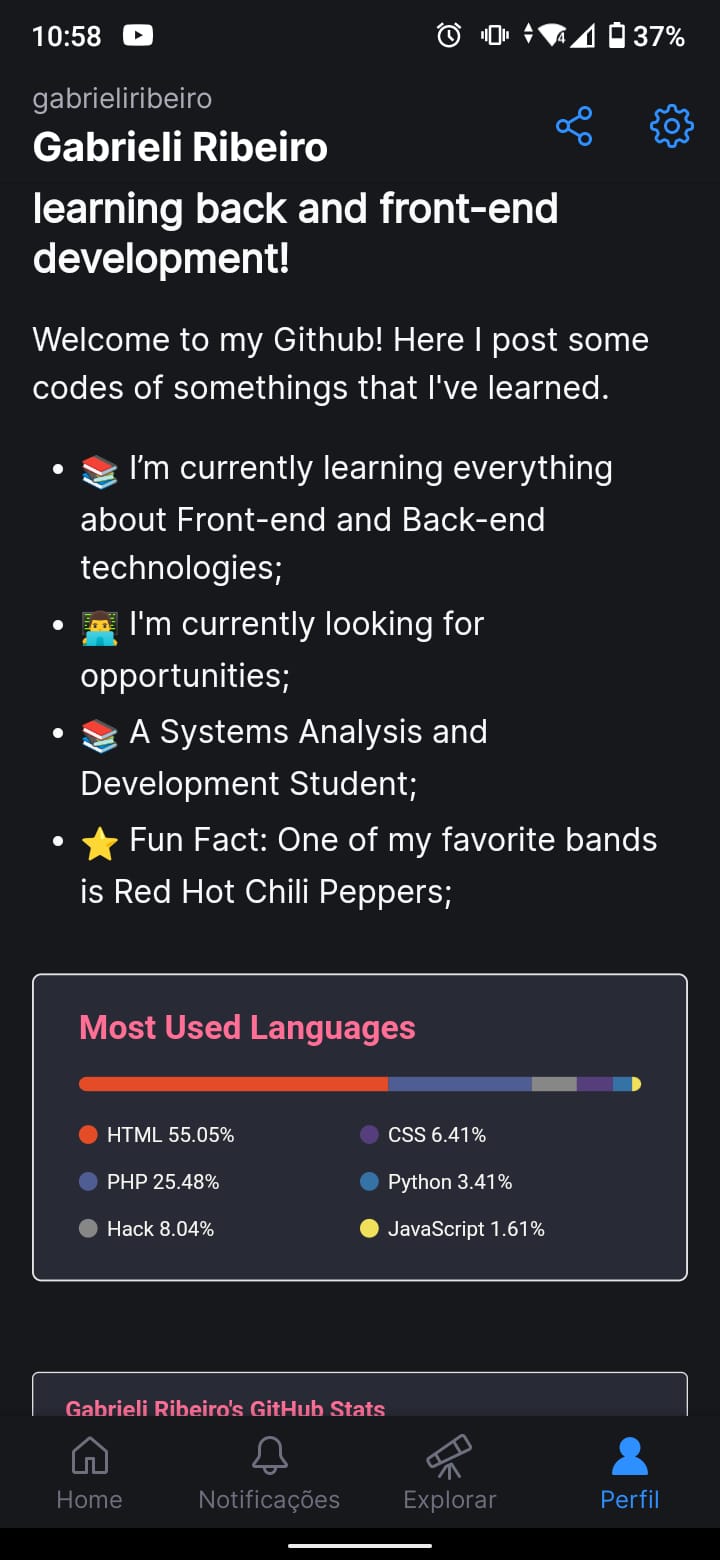 10:58 37%
gabrieliribeiro
Gabrieli Ribeiro
learning back and front-end
development!
Welcome to my Github! Here I post some
codes of somethings that I've learned.
• 📚 I’m currently learning everything
about Front-end and Back-end
technologies;
• 👨‍💻 I'm currently looking for
opportunities;
• 📚 A Systems Analysis and
Development Student;
• ⭐ Fun Fact: One of my favorite bands
is Red Hot Chili Peppers;
Most Used Languages
HTML 55.05% CSS 6.41%
PHP 25.48% Python 3.41%
Hack 8.04% JavaScript 1.61%
Gabrieli Ribeiro's GitHub Stats
Home Notificações Explorar Perfil